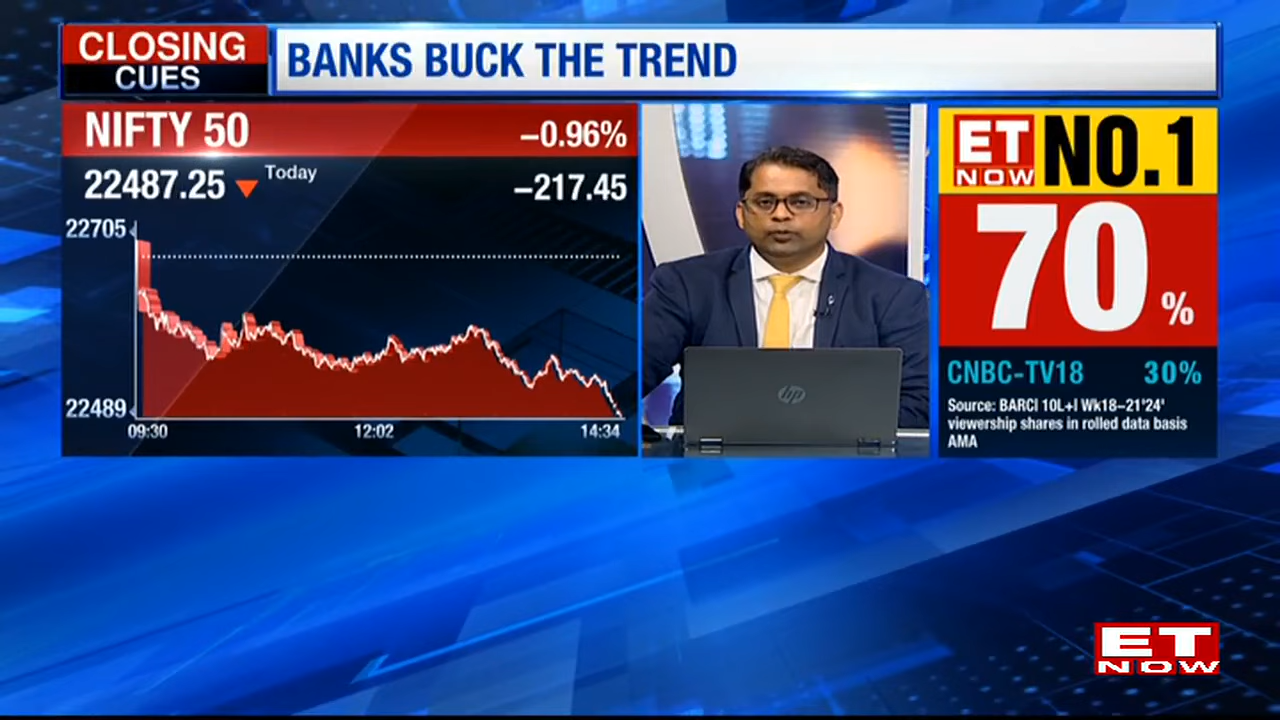 CLOSING
CUES
BANKS BUCK THE TREND
NIFTY 50 –0.96%
22487.25 Today –217.45
22705
22489
09:30 12:02 14:34
hp
ET
NOW
NO.1
70 %
CNBC-TV18 30%
Source: BARC| 10L+| Wk18–21'24'
viewership shares in rolled data basis
AMA
ET
NOW